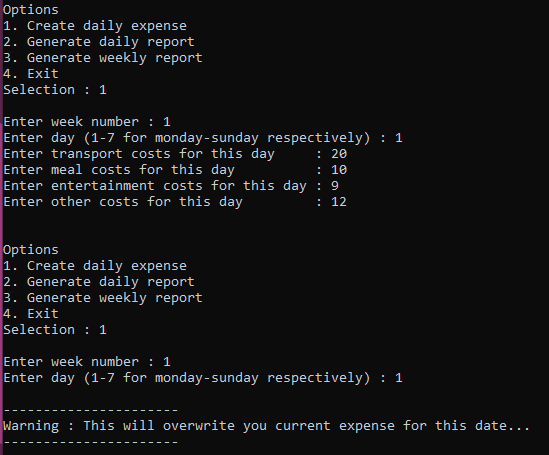 Options
1. Create daily expense
2. Generate daily report
3. Generate weekly report
4. Exit
Selection : 1
Enter week number : 1
Enter day (1-7 for monday-sunday respectively) : 1
Enter transport costs for this day     : 20
Enter meal costs for this day          : 10
Enter entertainment costs for this day : 9
Enter other costs for this day         : 12
Options
1. Create daily expense
2. Generate daily report
3. Generate weekly report
4. Exit
Selection : 1
Enter week number : 1
Enter day (1-7 for monday-sunday respectively) : 1
----------------------
Warning : This will overwrite you current expense for this date...
----------------------